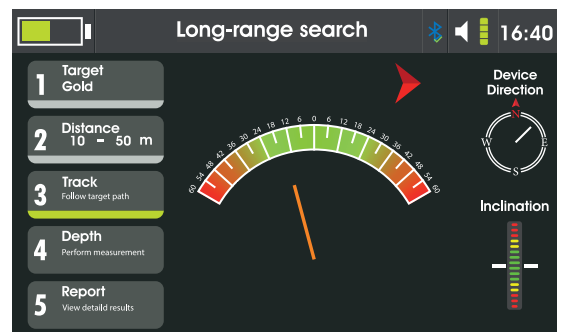 Long-range search
16:40
1 Target
Gold
2 Distance
10 - 50 m
3 Track
Follow target path
4 Depth
Perform measurement
5 Report
View detaild results
60 54 48 42 36 30 24 18 12 6 0 6 12 18 24 30 36 42 48 54 60
Device
Direction
N
W E
S
Inclination